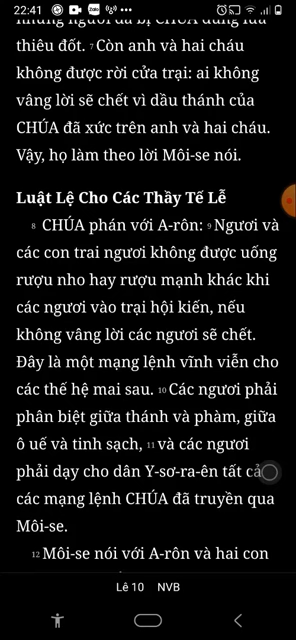 22:41
những người đã bị CHÚA dùng lửa
thiêu đốt. 7 Còn anh và hai cháu
không được rời cửa trại: ai không
vâng lời sẽ chết vì dầu thánh của
CHÚA đã xức trên anh và hai cháu.
Vậy, họ làm theo lời Môi-se nói.
Luật Lệ Cho Các Thầy Tế Lễ
8 CHÚA phán với A-rôn: 9 Ngươi và
các con trai ngươi không được uống
rượu nho hay rượu mạnh khác khi
các ngươi vào trại hội kiến, nếu
không vâng lời các ngươi sẽ chết.
Đây là một mạng lệnh vĩnh viễn cho
các thế hệ mai sau. 10 Các ngươi phải
phân biệt giữa thánh và phàm, giữa
ô uế và tinh sạch, 11 và các ngươi
phải dạy cho dân Y-sơ-ra-ên tất cả
các mạng lệnh CHÚA đã truyền qua
Môi-se.
12 Môi-se nói với A-rôn và hai con
Lê 10 NVB